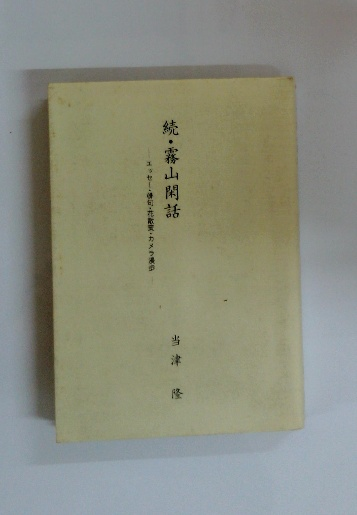 続・霧山閑話
―エッセー・俳句・花散策・カメラ漫歩―
当津 隆